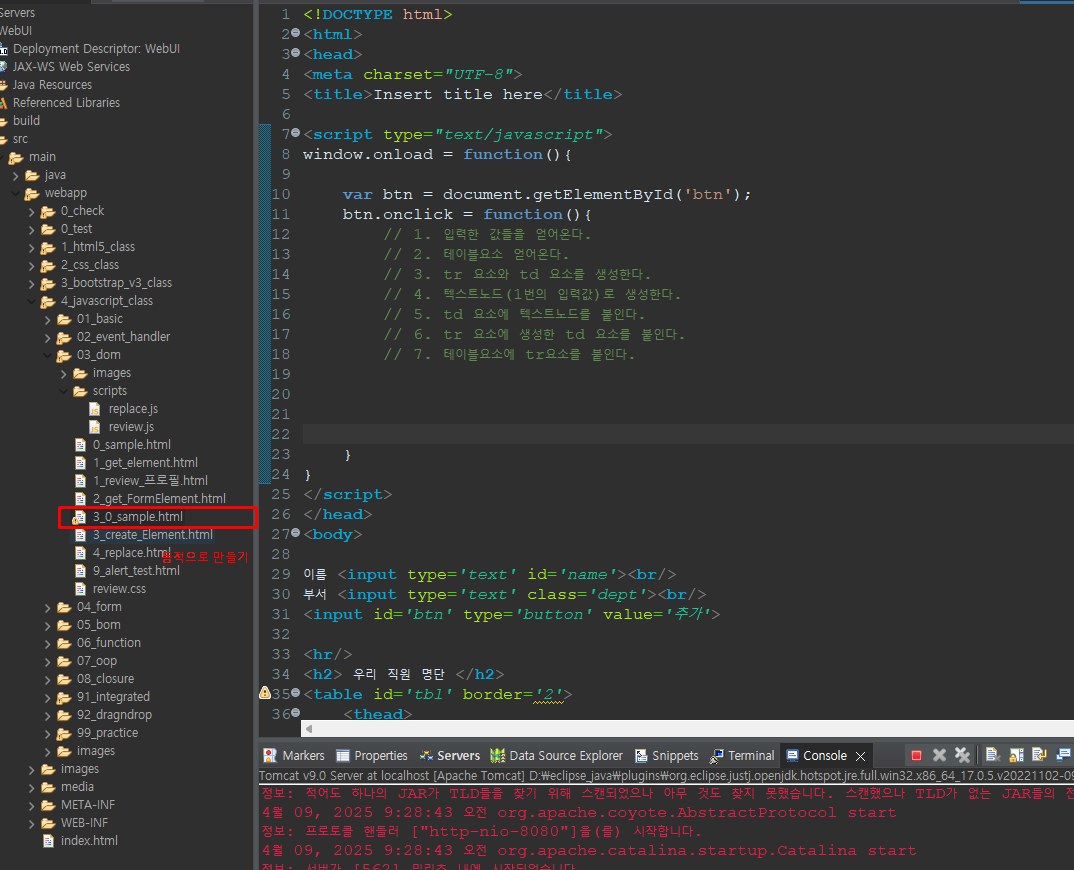 Servers
WebUI
Deployment Descriptor: WebUI
JAX-WS Web Services
Java Resources
Referenced Libraries
build
src
main
java
webapp
0_check
0_test
1_html5_class
2_css_class
3_bootstrap_v3_class
4_javascript_class
01_basic
02_event_handler
03_dom
images
scripts
replace.js
review.js
0_sample.html
1_get_element.html
1_review_프로필.html
2_get_FormElement.html
3_0_sample.html
3_create_Element.html
4_replace.html
동적으로 만들기
9_alert_test.html
review.css
04_form
05_bom
06_function
07_oop
08_closure
91_integrated
92_dragndrop
99_practice
images
images
media
META-INF
WEB-INF
index.html
1 <!DOCTYPE html>
2 <html>
3 <head>
4 <meta charset="UTF-8">
5 <title>Insert title here</title>
6
7 <script type="text/javascript">
8 window.onload = function(){
9
10 var btn = document.getElementById('btn');
11 btn.onclick = function(){
12 // 1. 입력한 값들을 얻어온다.
13 // 2. 테이블요소 얻어온다.
14 // 3. tr 요소와 td 요소를 생성한다.
15 // 4. 텍스트노드(1번의 입력값)로 생성한다.
16 // 5. td 요소에 텍스트노드를 붙인다.
17 // 6. tr 요소에 생성한 td 요소를 붙인다.
18 // 7. 테이블요소에 tr요소를 붙인다.
19
20
21
22
23 }
24 }
25 </script>
26 </head>
27 <body>
28
29 이름 <input type='text' id='name'><br/>
30 부서 <input type='text' class='dept'><br/>
31 <input id='btn' type='button' value='추가'>
32
33 <hr/>
34 <h2> 우리 직원 명단 </h2>
35 <table id='tbl' border='2'>
36 <thead>
Markers Properties Servers Data Source Explorer Snippets Terminal Console
Tomcat v9.0 Server at localhost [Apache Tomcat] D:₩eclipse_java₩plugins₩org.eclipse.justj.openjdk.hotspot.jre.full.win32.x86_64_17.0.5.v20221102-09
정보: 적어도 하나의 JAR가 TLD들을 찾기 위해 스캔되었으나 아무 것도 찾지 못했습니다. 스캔했으나 TLD가 없는 JAR들의 전
4월 09, 2025 9:28:43 오전 org.apache.coyote.AbstractProtocol start
정보: 프로토콜 핸들러 ["http-nio-8080"]을(를) 시작합니다.
4월 09, 2025 9:28:43 오전 org.apache.catalina.startup.Catalina start
정보: 서버가 [562] 밀리초 내에 시작되었습니다